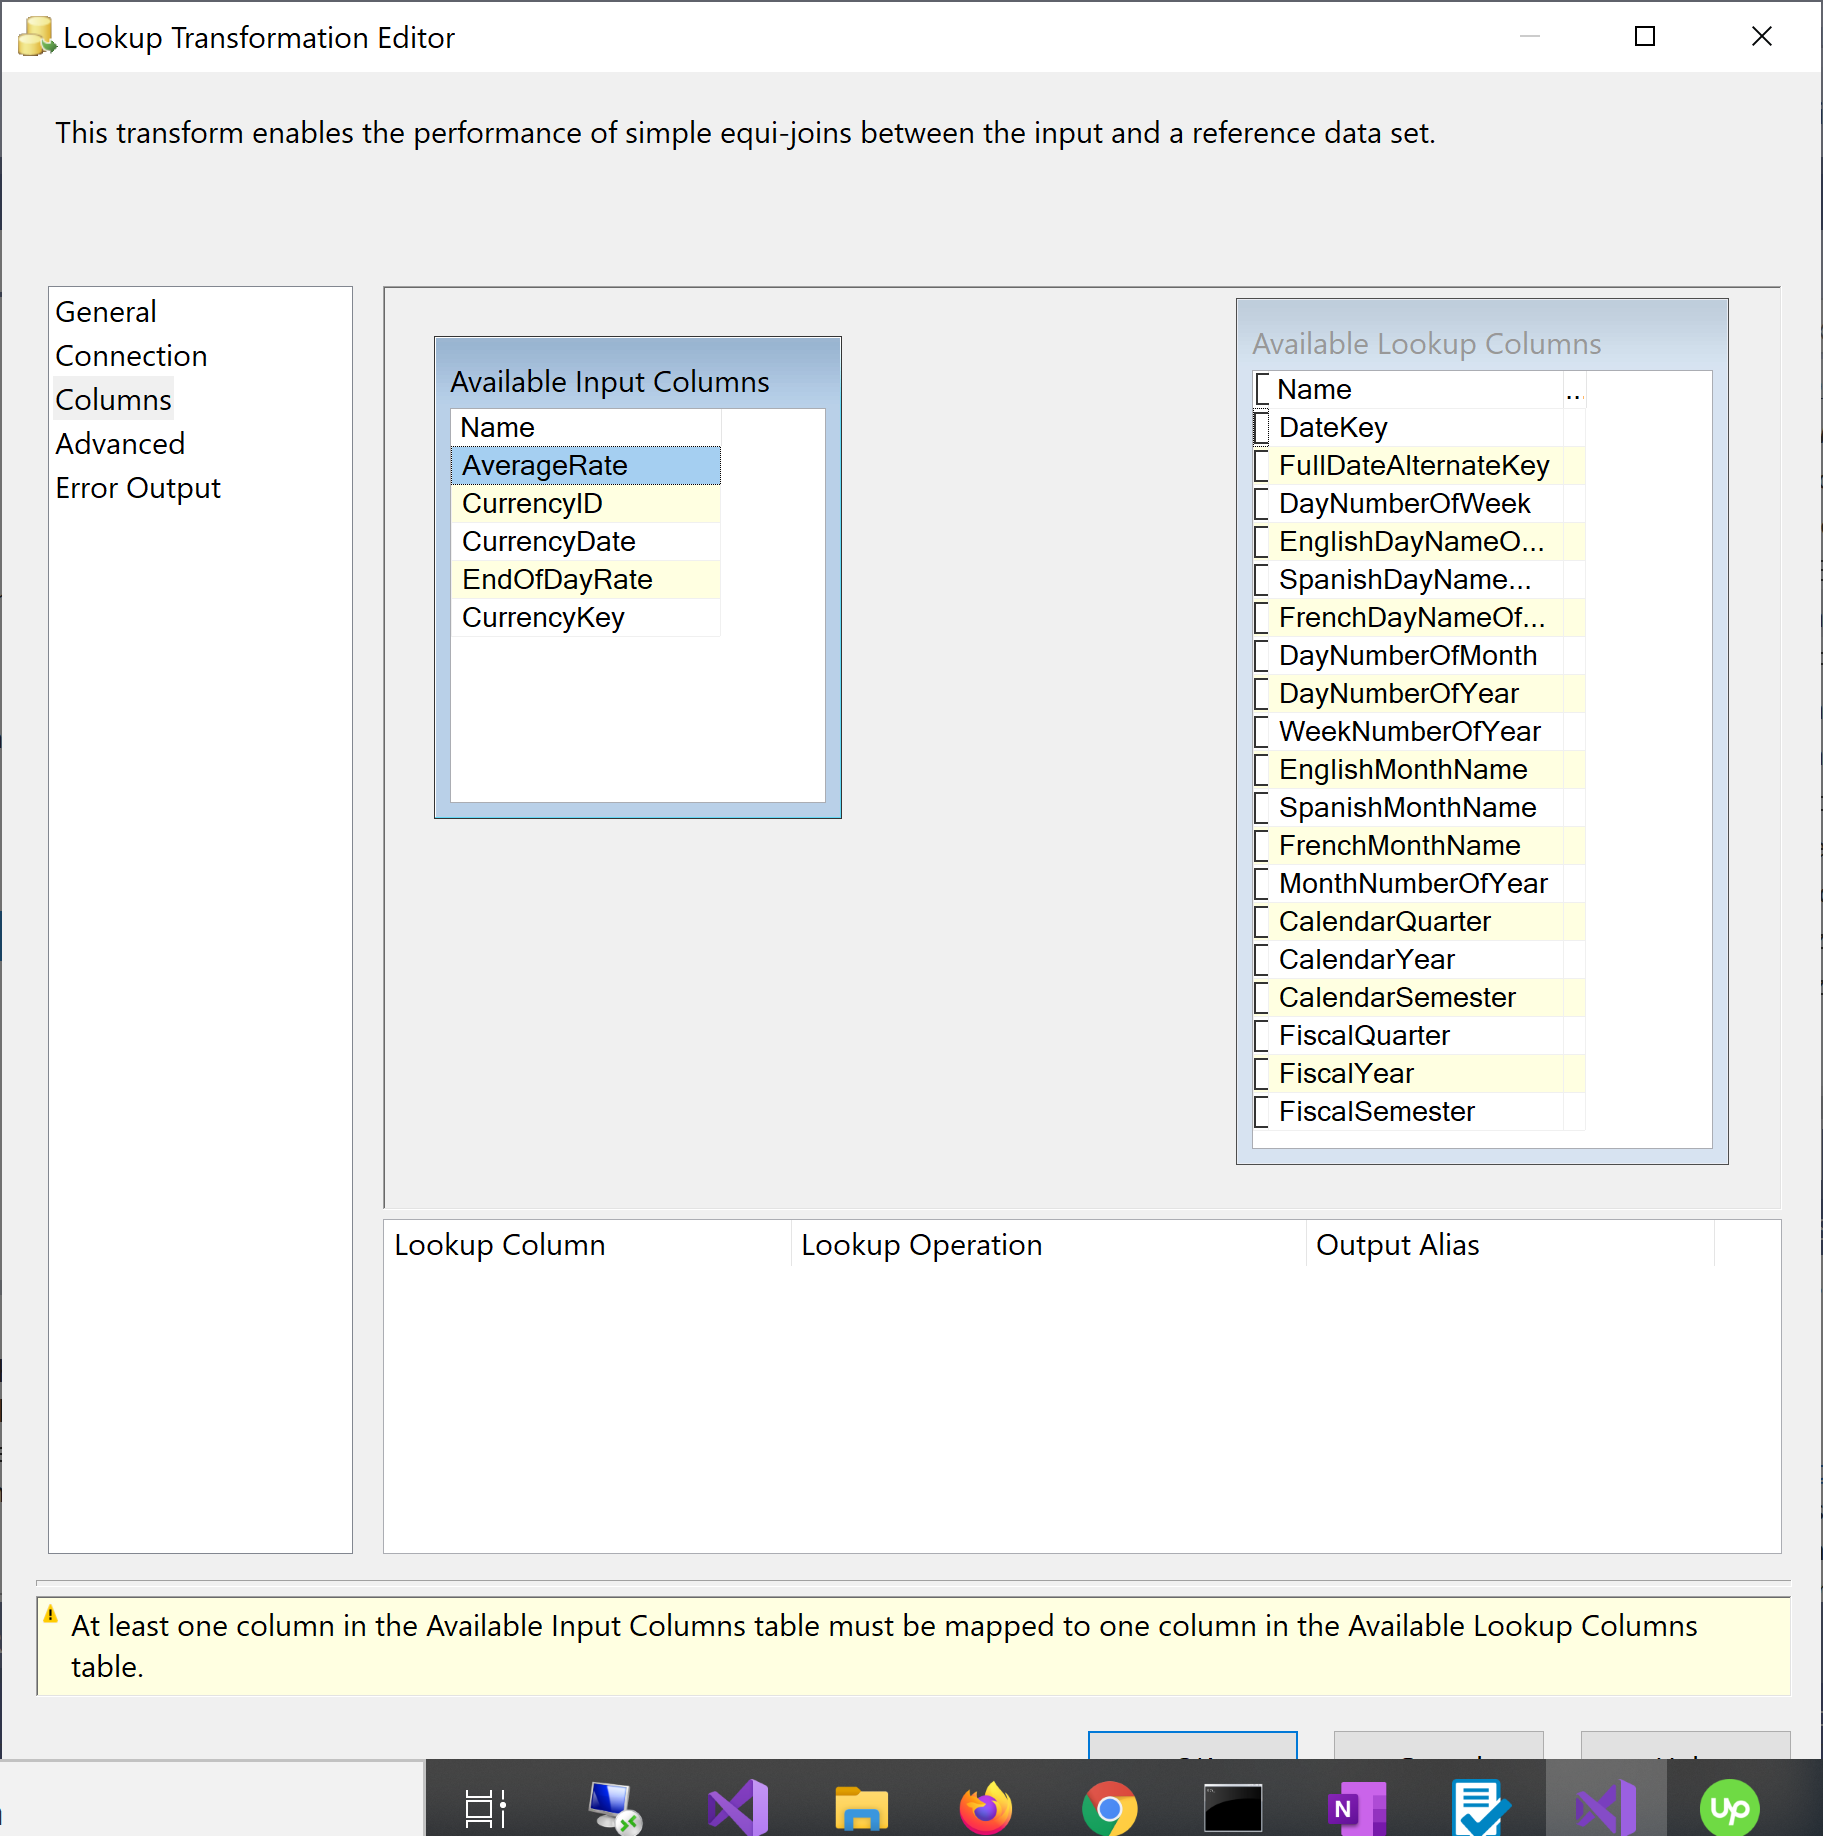 Lookup Transformation Editor
This transform enables the performance of simple equi-joins between the input and a reference data set.
General
Connection
Columns
Advanced
Error Output
Available Input Columns
Name
AverageRate
CurrencyID
CurrencyDate
EndOfDayRate
CurrencyKey
Available Lookup Columns
Name ...
DateKey
FullDateAlternateKey
DayNumberOfWeek
EnglishDayNameO...
SpanishDayName...
FrenchDayNameOf...
DayNumberOfMonth
DayNumberOfYear
WeekNumberOfYear
EnglishMonthName
SpanishMonthName
FrenchMonthName
MonthNumberOfYear
CalendarQuarter
CalendarYear
CalendarSemester
FiscalQuarter
FiscalYear
FiscalSemester
Lookup Column Lookup Operation Output Alias
At least one column in the Available Input Columns table must be mapped to one column in the Available Lookup Columns
table.
N
up